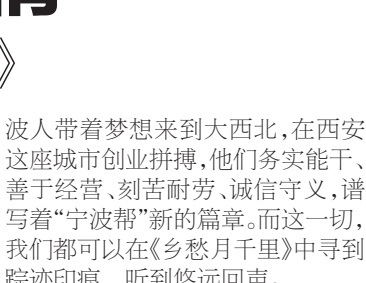 》
波人带着梦想来到大西北，在西安
这座城市创业拼搏，他们务实能干、
善于经营、刻苦耐劳、诚信守义，谱
写着“宁波帮”新的篇章。而这一切，
我们都可以在《乡愁月千里》中寻到
踪迹印痕，听到悠远回声。